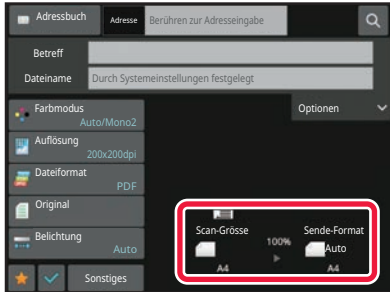 Adressbuch
Adresse
Berühren zur Adresseingabe
Betreff
Dateiname
Durch Systemeinstellungen festgelegt
Farbmodus
Auto/Mono2
Optionen
Auflösung
200x200dpi
Dateiformat
PDF
Original
Scan-Grösse
100%
Sende-Format
Auto
Belichtung
Auto
A4
A4
Sonstiges